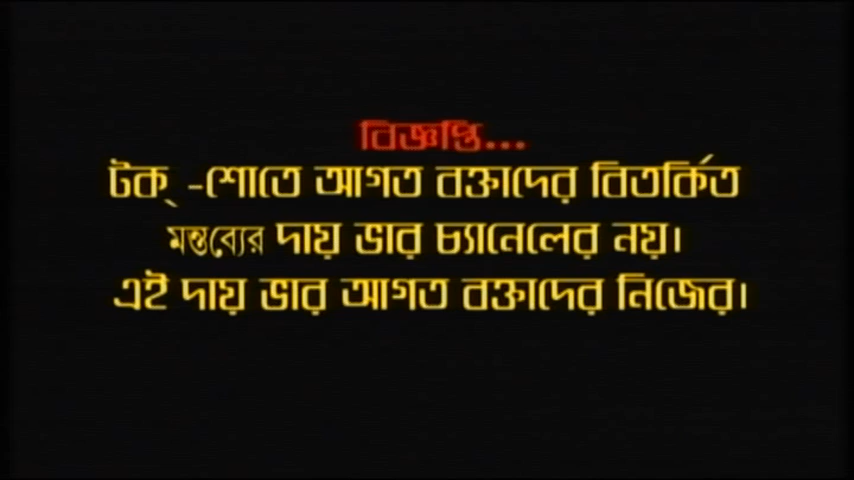 বিজ্ঞপ্তি...
টক্ -শোতে আগত বক্তাদের বিতর্কিত
মন্তব্যের দায় ভার চ্যানেলের নয়।
এই দায় ভার আগত বক্তাদের নিজের।